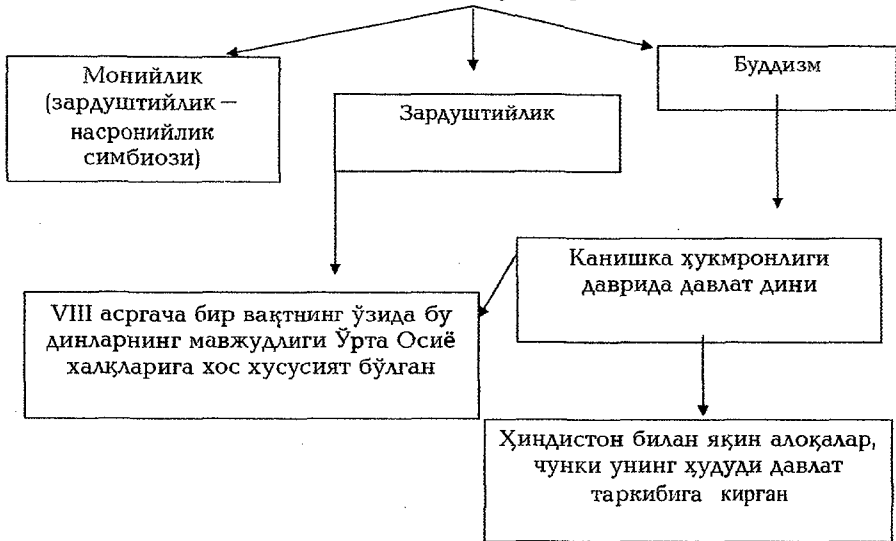 Монийлик
(зардуштийлик –
насронийлик
симбиози)
Зардуштийлик
Буддизм
Канишка ҳукмронлиги
даврида давлат дини
VIII асргача бир вақтнинг ўзида бу
динларнинг мавжудлиги Ўрта Осиё
халқларига хос хусусият бўлган
Ҳиндистон билан яқин алоқалар,
чунки унинг ҳудуди давлат
таркибига кирган